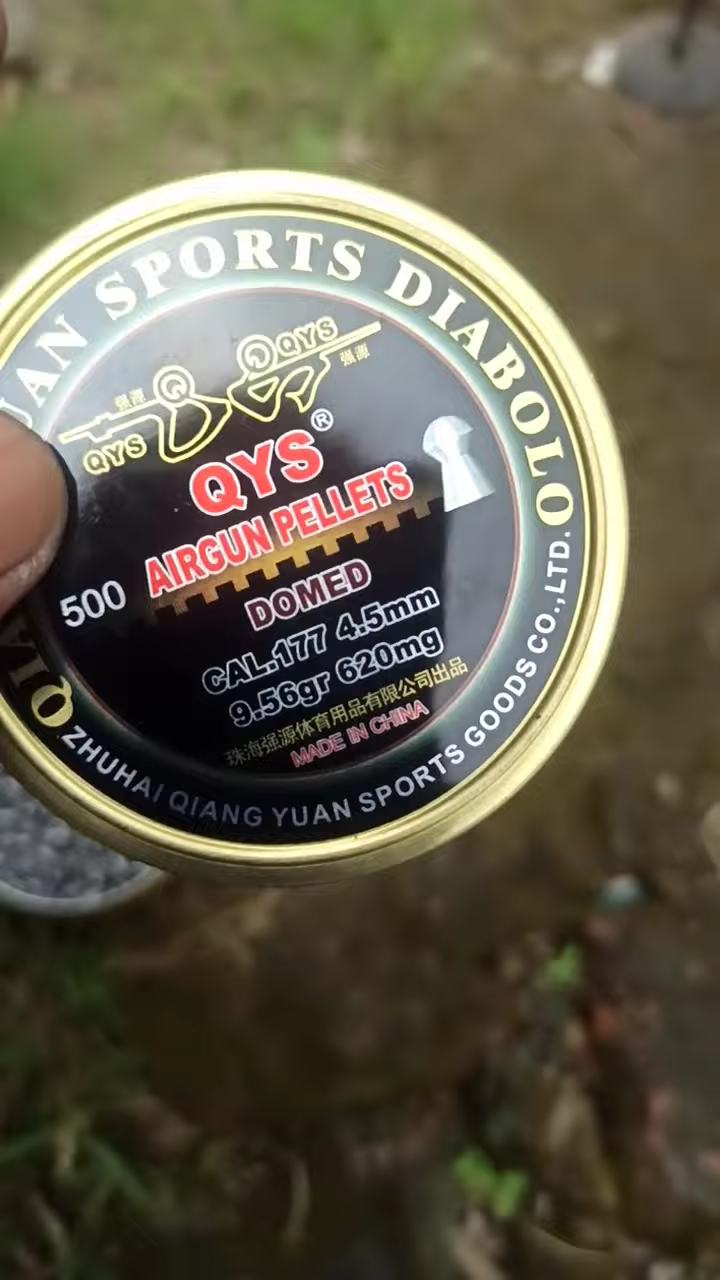 QIANG YUAN SPORTS DIABOLO
强源
QYS
QYS
强源
QYS®
AIRGUN PELLETS
500
DOMED
CAL.177 4.5mm
9.56gr 620mg
珠海强源体育用品有限公司出品
MADE IN CHINA
ZHUHAI QIANG YUAN SPORTS GOODS CO.,LTD.